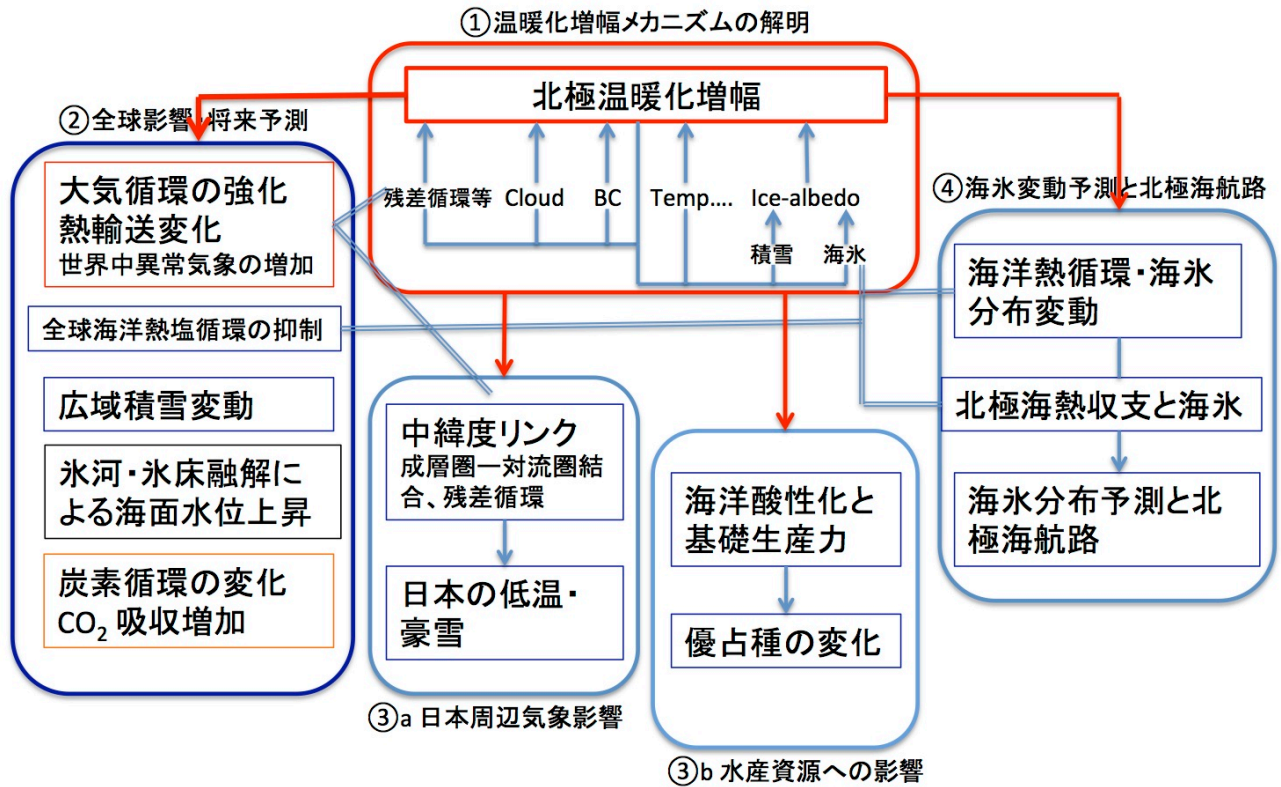 ①温暖化増幅メカニズムの解明
北極温暖化増幅
残差循環等 Cloud BC Temp.... Ice-albedo
積雪 海氷
②全球影響・将来予測
大気循環の強化
熱輸送変化
世界中異常気象の増加
全球海洋熱塩循環の抑制
広域積雪変動
氷河・氷床融解に
よる海面水位上昇
炭素循環の変化
CO₂ 吸収増加
中緯度リンク
成層圏ー対流圏結
合、残差循環
日本の低温・
豪雪
③a 日本周辺気象影響
海洋酸性化と
基礎生産力
優占種の変化
③b 水産資源への影響
④海氷変動予測と北極海航路
海洋熱循環・海氷
分布変動
北極海熱収支と海氷
海氷分布予測と北
極海航路